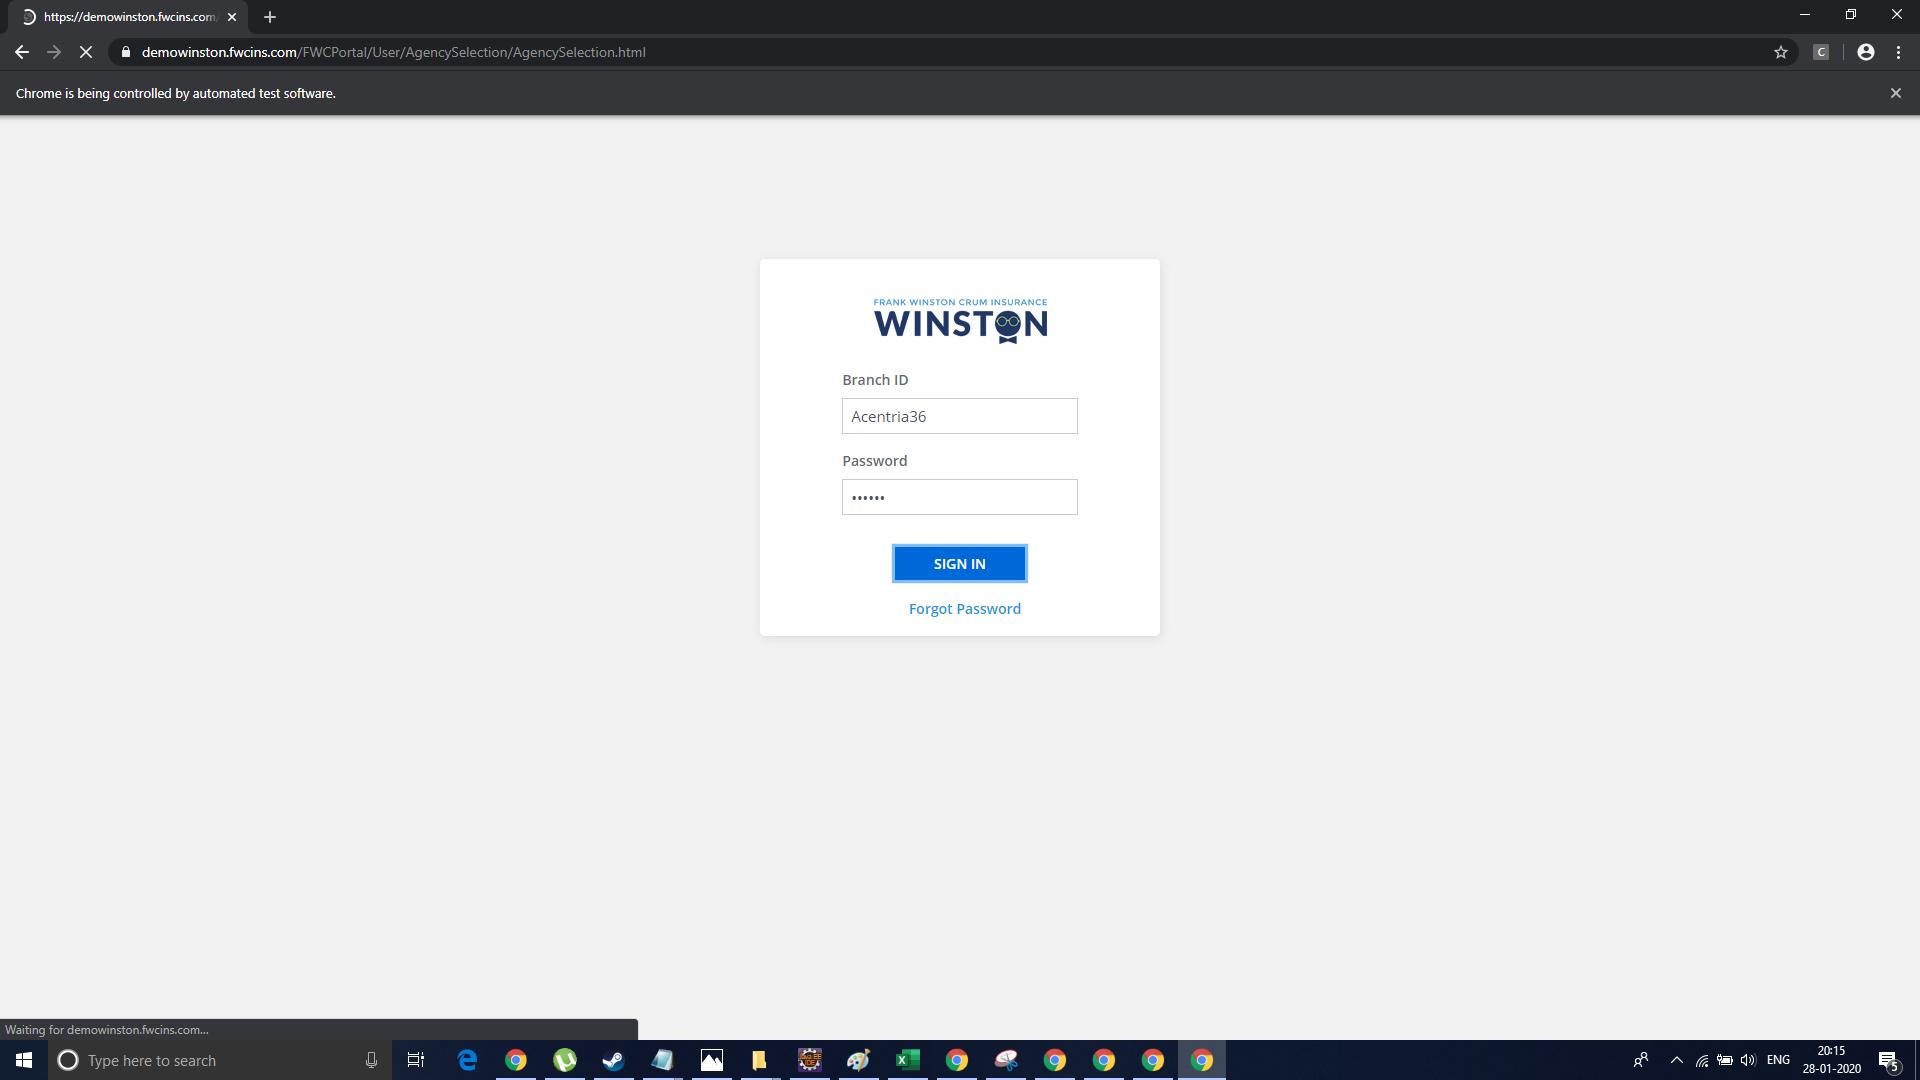 https://demowinston.fwcins.com/
demowinston.fwcins.com/FWCPortal/User/AgencySelection/AgencySelection.html
C
Chrome is being controlled by automated test software.
FRANK WINSTON CRUM INSURANCE
WINSTON
Branch ID
Acentria36
Password
••••••
SIGN IN
Forgot Password
Waiting for demowinston.fwcins.com...
Type here to search
ENG
20:15
28-01-2020
5